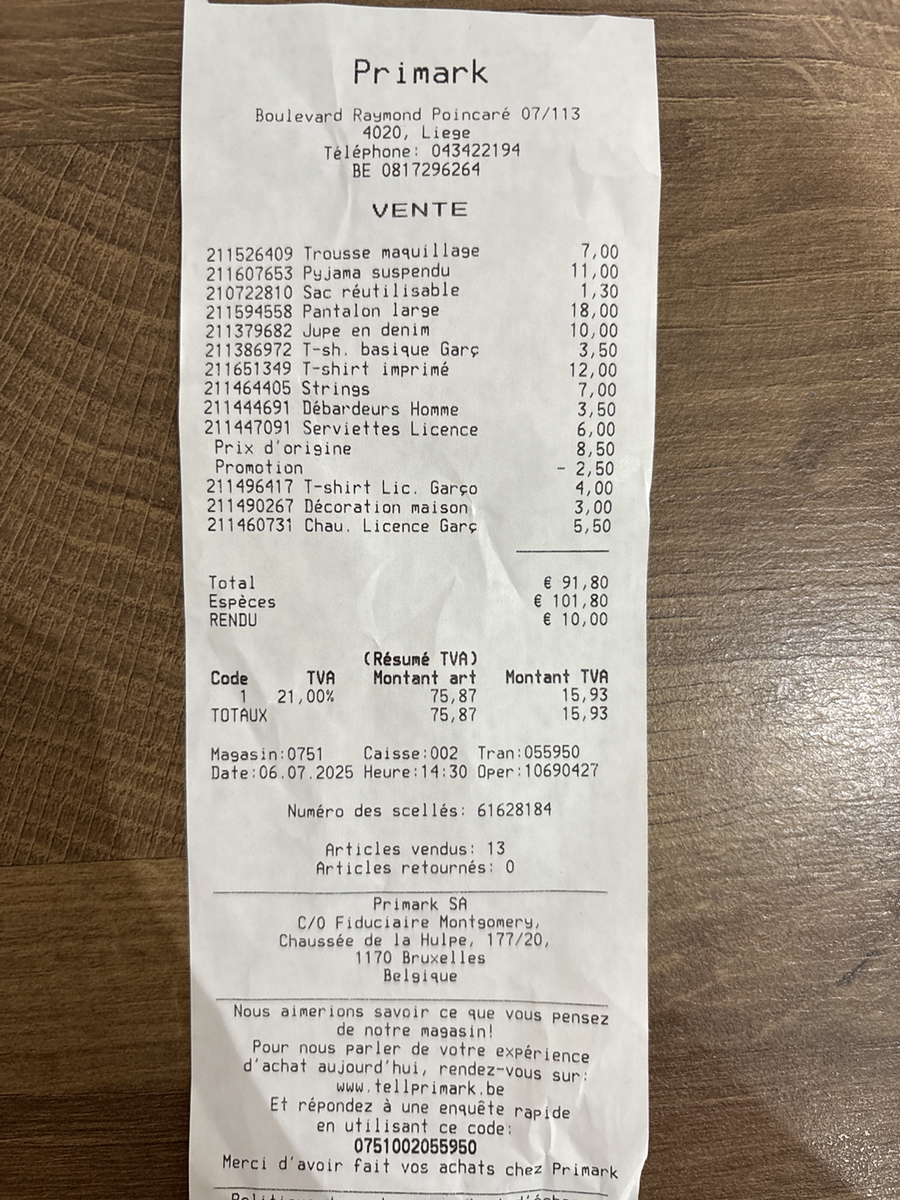 Primark
Boulevard Raymond Poincaré 07/113
4020, Liege
Téléphone: 043422194
BE 0817296264
VENTE
211526409 Trousse maquillage 7,00
211607653 Pyjama suspendu 11,00
210722810 Sac réutilisable 1,30
211594558 Pantalon large 18,00
211379682 Jupe en denim 10,00
211386972 T-sh. basique Garç 3,50
211651349 T-shirt imprimé 12,00
211464405 Strings 7,00
211444691 Débardeurs Homme 3,50
211447091 Serviettes Licence 6,00
Prix d'origine 8,50
Promotion - 2,50
211496417 T-shirt Lic. Garço 4,00
211490267 Décoration maison 3,00
211460731 Chau. Licence Garç 5,50
Total € 91,80
Espèces € 101,80
RENDU € 10,00
(Résumé TVA)
Code TVA Montant art Montant TVA
1 21,00% 75,87 15,93
TOTAUX 75,87 15,93
Magasin:0751 Caisse:002 Tran:055950
Date:06.07.2025 Heure:14:30 Oper:10690427
Numéro des scellés: 61628184
Articles vendus: 13
Articles retournés: 0
Primark SA
C/O Fiduciaire Montgomery,
Chaussée de la Hulpe, 177/20,
1170 Bruxelles
Belgique
Nous aimerions savoir ce que vous pensez
de notre magasin!
Pour nous parler de votre expérience
d'achat aujourd'hui, rendez-vous sur:
www.tellprimark.be
Et répondez à une enquête rapide
en utilisant ce code:
0751002055950
Merci d'avoir fait vos achats chez Primark